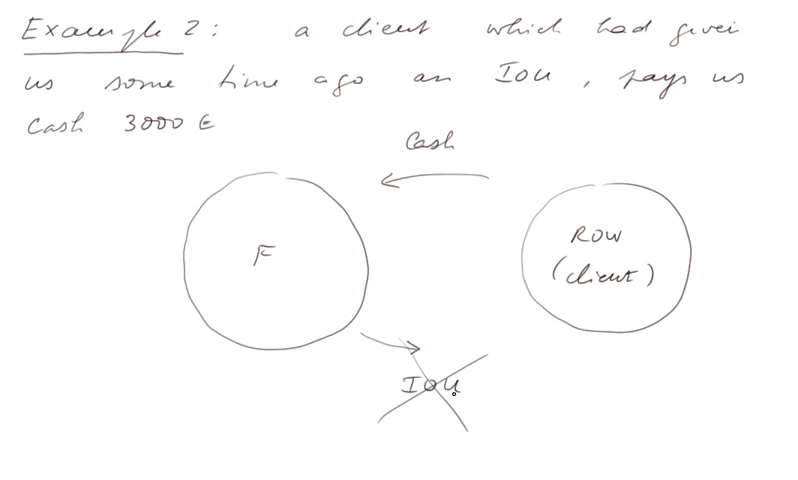 Example 2: a client which had given
us some time ago an IOU, pays us
Cash 3000 €
Cash
F
ROW
(client)
IOU